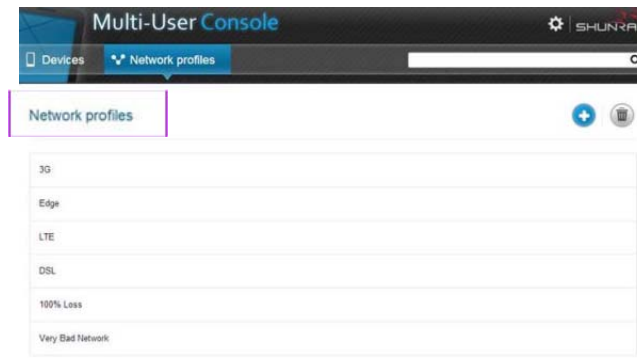 Multi-User Console
SHUNRA
Devices
Network profiles
Network profiles
3G
Edge
LTE
DSL
100% Loss
Very Bad Network